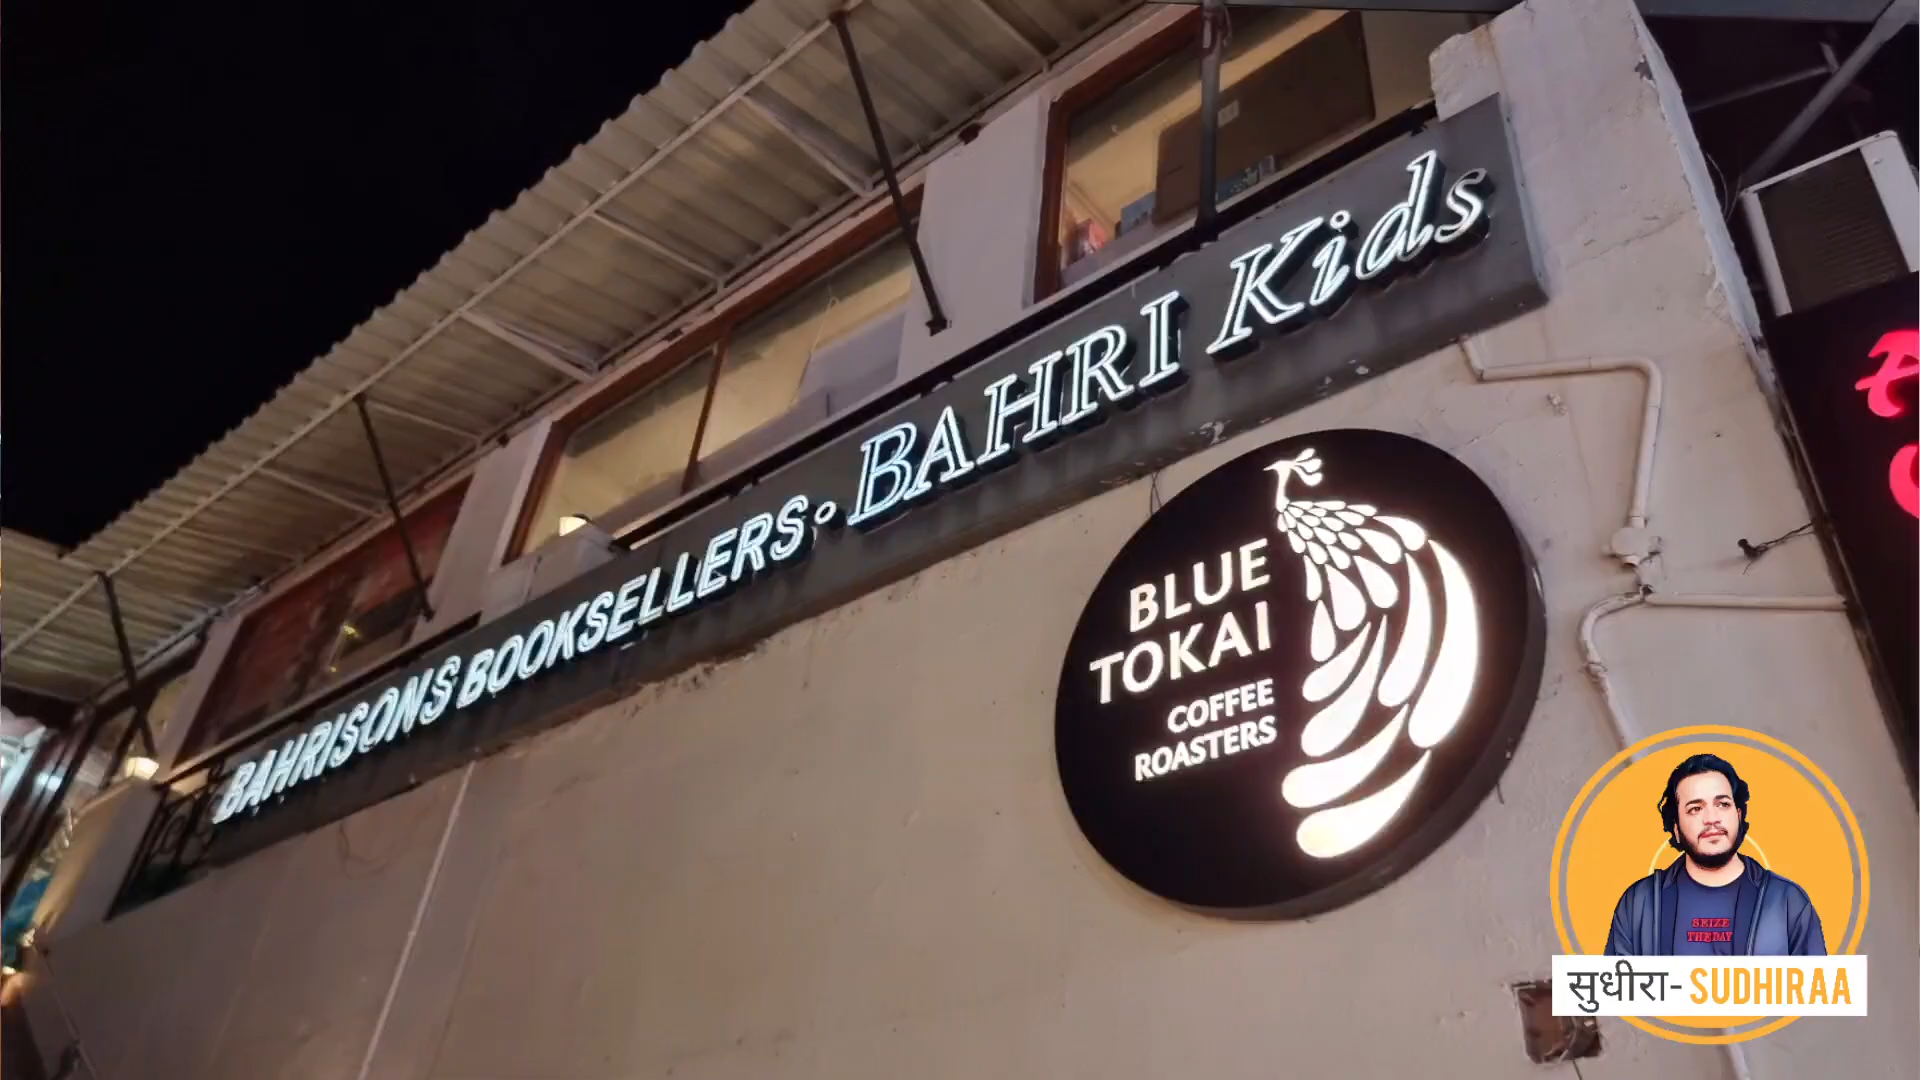 BAHRISONS BOOKSELLERS • BAHRI Kids
BLUE
TOKAI
COFFEE
ROASTERS
SEIZE
THE DAY
सुधीरा- SUDHIRAA